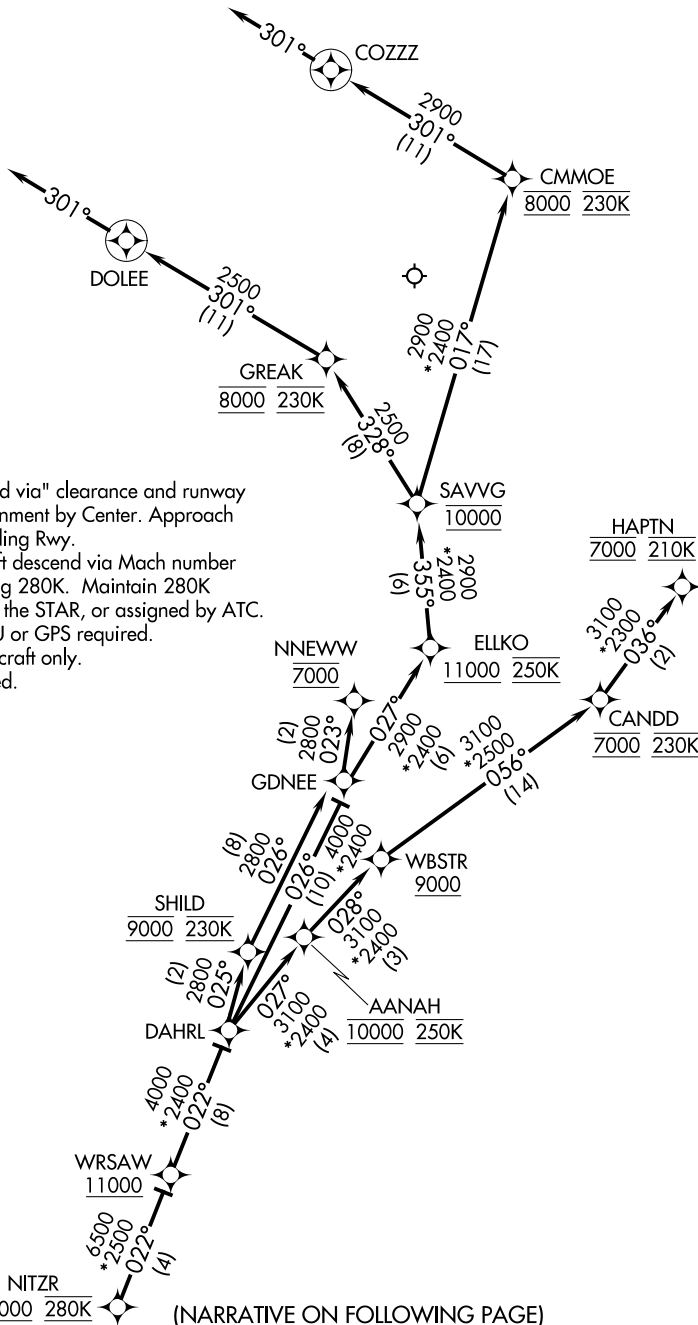 301°
COZZZ
2900
301°
(11)
CMMOE
8000 230K
301°
DOLEE
2500
301°
(11)
2900
*2400
017°
(17)
GREAK
8000 230K
2500
328°
(8)
SAVVG
10000
d via" clearance and runway
nment by Center. Approach
ding Rwy.
ft descend via Mach number
g 280K. Maintain 280K
the STAR, or assigned by ATC.
U or GPS required.
craft only.
ed.
HAPTN
7000 210K
2900
*2400
355°
(6)
3100
*2300
036°
(2)
NNEWW
7000
ELLKO
11000 250K
(2)
2800
023°
027°
2900
*2400
(6)
CANDD
7000 230K
3100
*2500
056°
(14)
GDNEE
(8)
2800
026°
4000
*2400
026°
(10)
WBSTR
9000
SHILD
9000 230K
028°
3100
*2400
(3)
(2)
2800
025°
027°
3100
*2400
(4)
AANAH
10000 250K
DAHRL
4000
*2400
022°
(8)
WRSAW
11000
6500
*2500
022°
(4)
NITZR
000 280K
(NARRATIVE ON FOLLOWING PAGE)